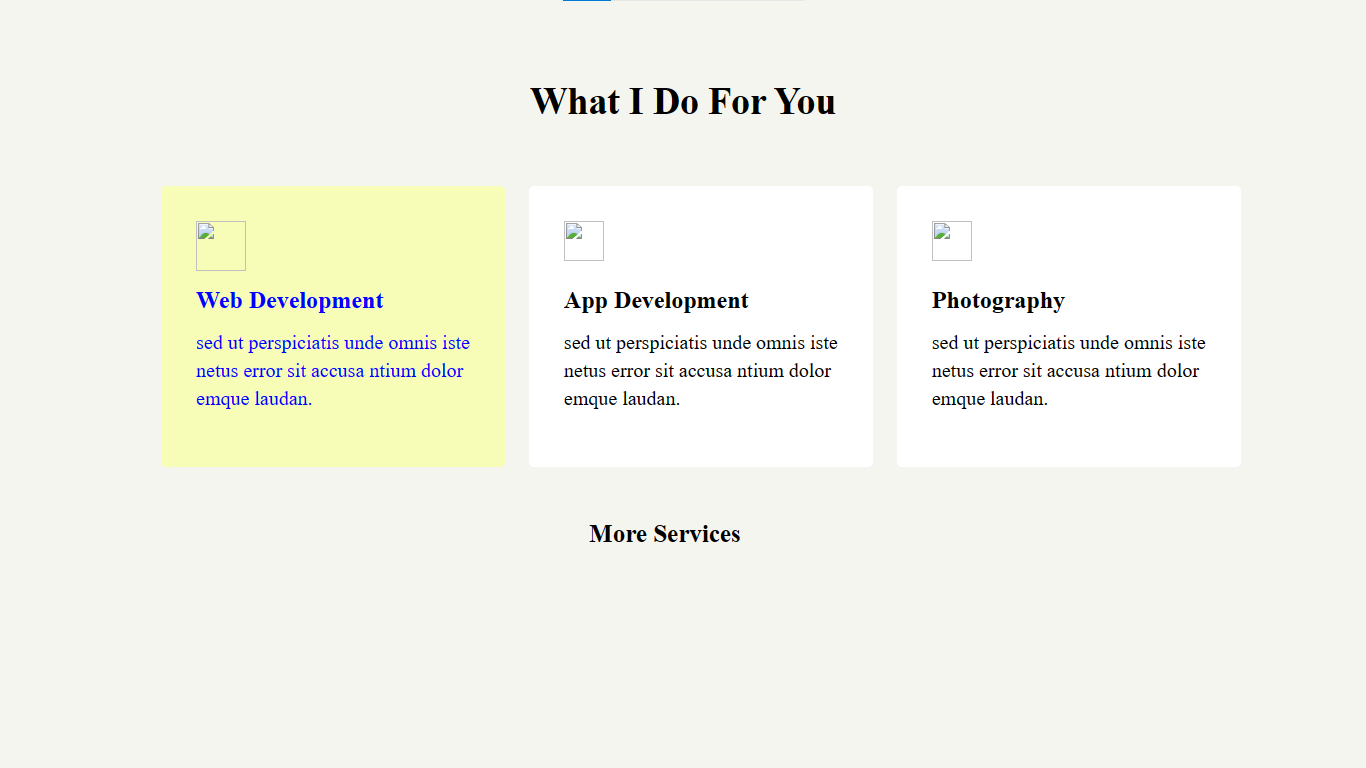 What I Do For You
Web Development
sed ut perspiciatis unde omnis iste
netus error sit accusa ntium dolor
emque laudan.
App Development
sed ut perspiciatis unde omnis iste
netus error sit accusa ntium dolor
emque laudan.
Photography
sed ut perspiciatis unde omnis iste
netus error sit accusa ntium dolor
emque laudan.
More Services